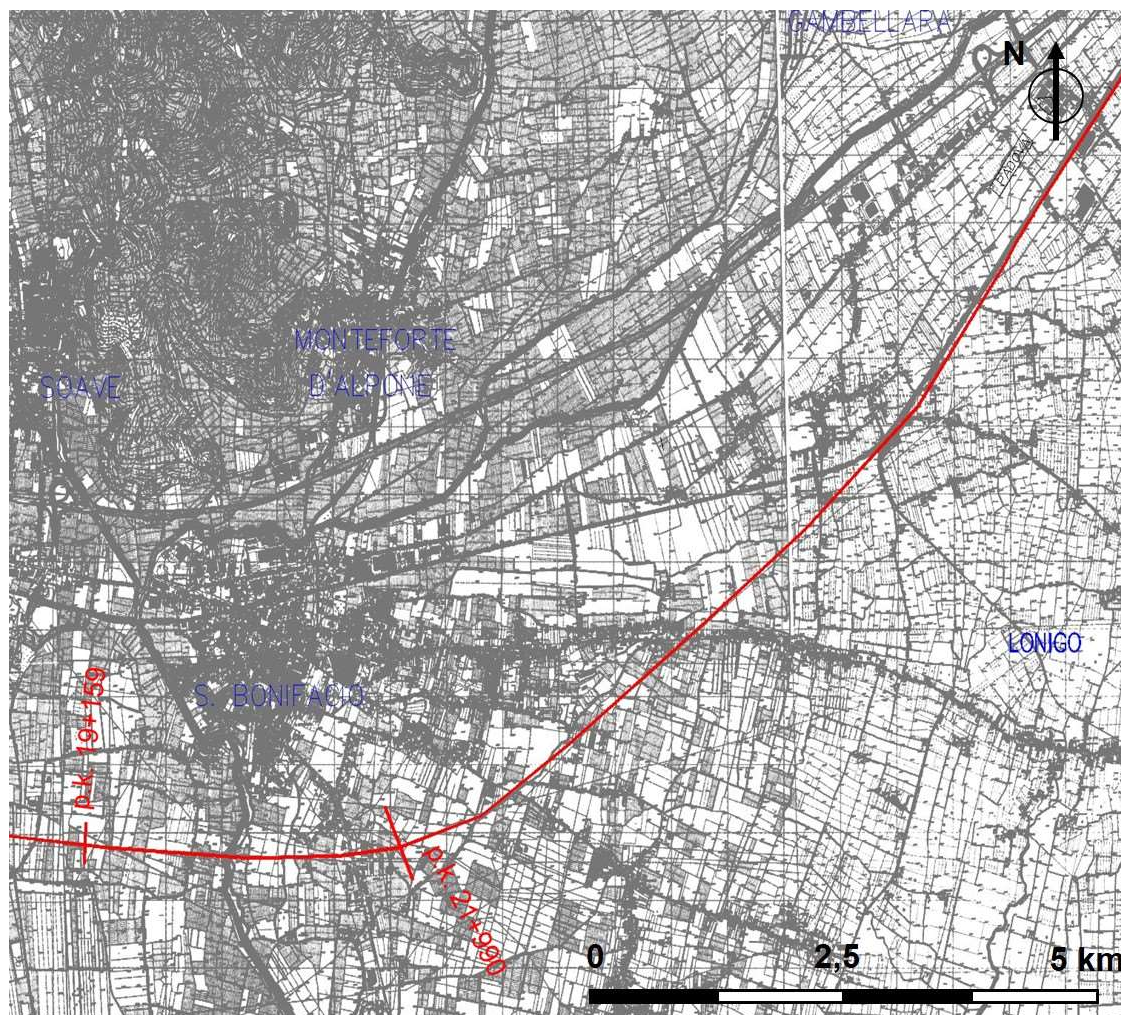 GAMBELLARA
N
MONTEFORTE
D'ALPONE
SOAVE
LONIGO
S. BONIFACIO
p.k. 19+159
p.k. 21+990
0 2,5 5 km